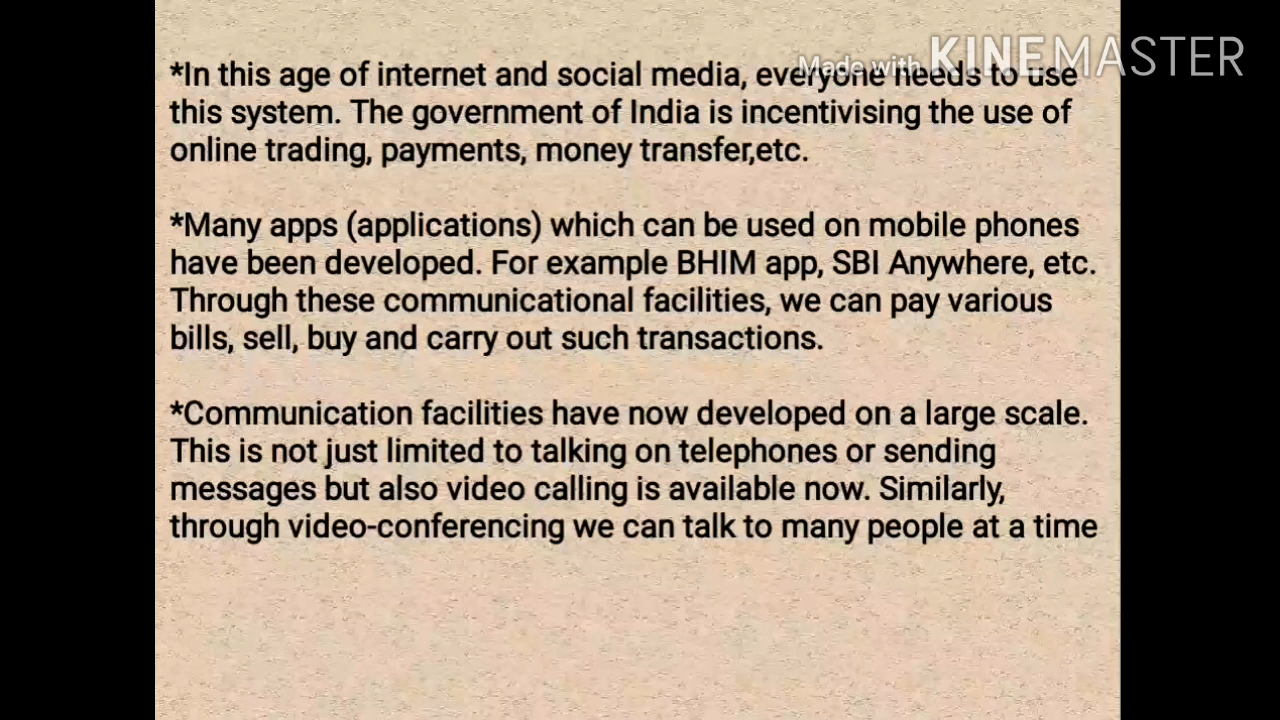 Made with KINEMASTER
*In this age of internet and social media, everyone needs to use
this system. The government of India is incentivising the use of
online trading, payments, money transfer,etc.
*Many apps (applications) which can be used on mobile phones
have been developed. For example BHIM app, SBI Anywhere, etc.
Through these communicational facilities, we can pay various
bills, sell, buy and carry out such transactions.
*Communication facilities have now developed on a large scale.
This is not just limited to talking on telephones or sending
messages but also video calling is available now. Similarly,
through video-conferencing we can talk to many people at a time